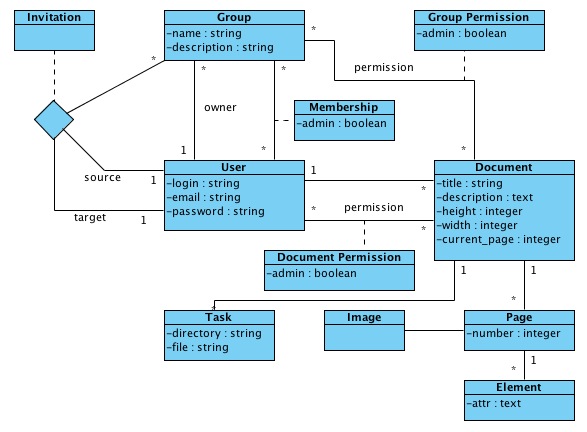 Invitation
Group
-name : string
-description : string
Group Permission
-admin : boolean
*
*
permission
*
*
owner
Membership
-admin : boolean
1
*
*
User
-login : string
-email : string
-password : string
source
1
target
1
1
*
permission
*
*
Document
-title : string
-description : text
-height : integer
-width : integer
-current_page : integer
Document Permission
-admin : boolean
1
1
*
*
Task
-directory : string
-file : string
Image
Page
-number : integer
1
*
Element
-attr : text